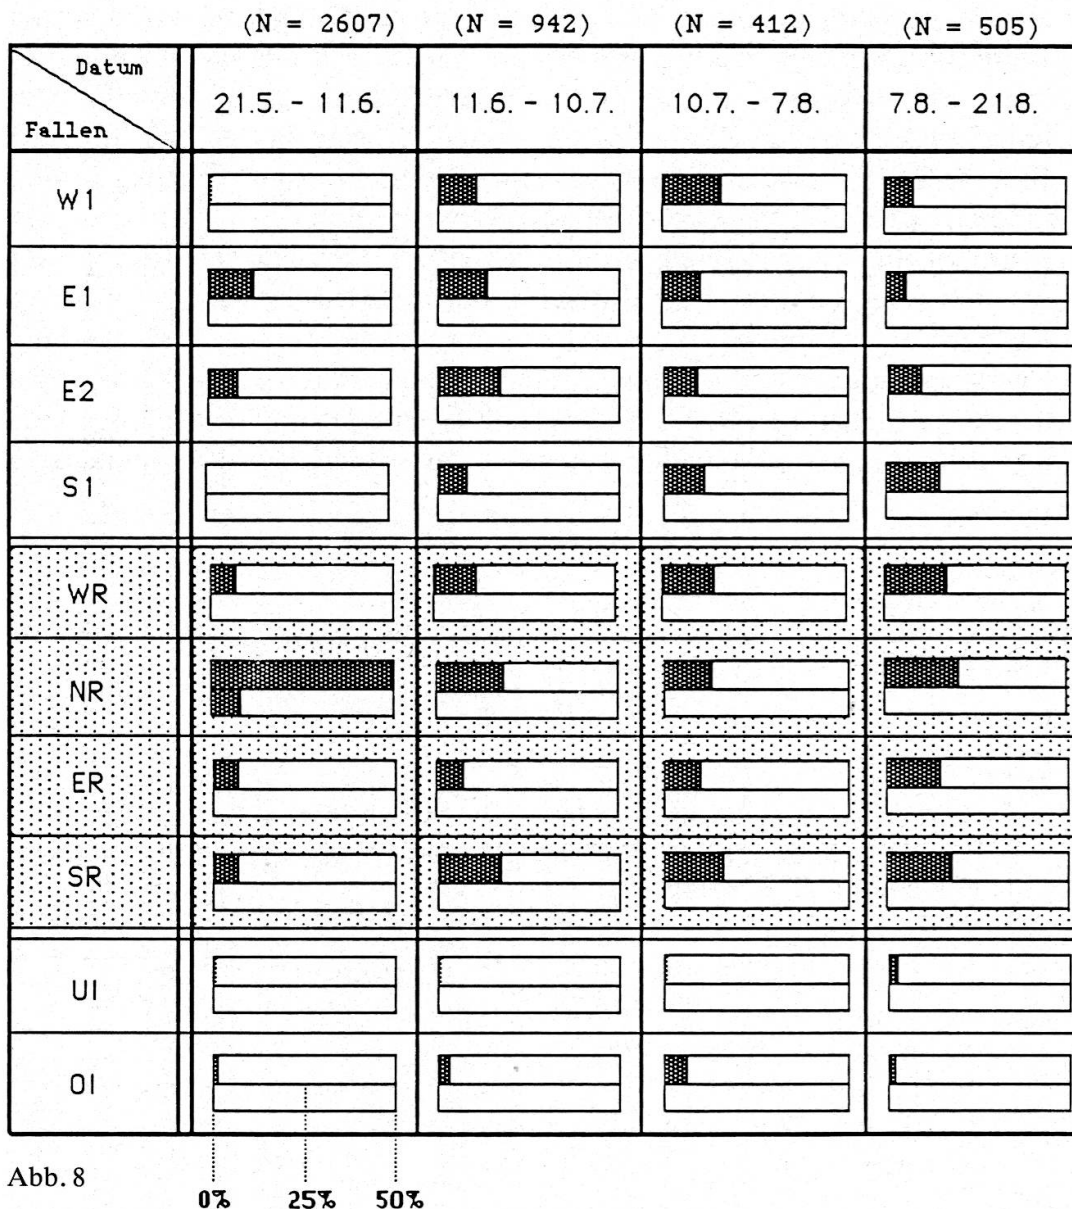 (N = 2607) (N = 942) (N = 412) (N = 505)
Datum
Fallen
21.5. - 11.6. 11.6. - 10.7. 10.7. - 7.8. 7.8. - 21.8.
W1
E1
E2
S1
WR
NR
ER
SR
UI
OI
Abb. 8
0% 25% 50%